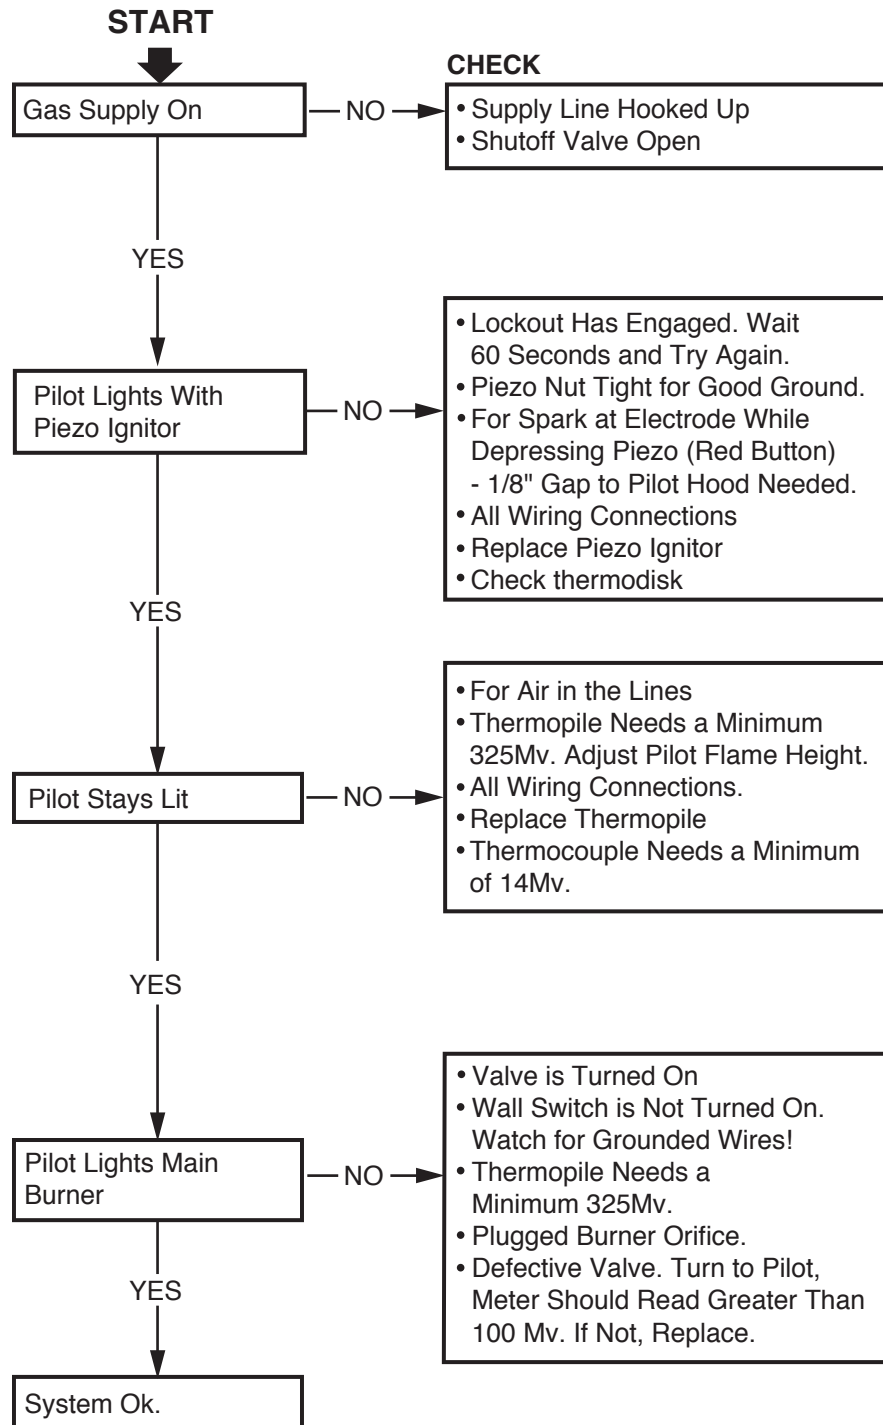 START
Gas Supply On
NO
CHECK
• Supply Line Hooked Up
• Shutoff Valve Open
YES
Pilot Lights With
Piezo Ignitor
NO
• Lockout Has Engaged. Wait
60 Seconds and Try Again.
• Piezo Nut Tight for Good Ground.
• For Spark at Electrode While
Depressing Piezo (Red Button)
- 1/8" Gap to Pilot Hood Needed.
• All Wiring Connections
• Replace Piezo Ignitor
• Check thermodisk
YES
Pilot Stays Lit
NO
• For Air in the Lines
• Thermopile Needs a Minimum
325Mv. Adjust Pilot Flame Height.
• All Wiring Connections.
• Replace Thermopile
• Thermocouple Needs a Minimum
of 14Mv.
YES
Pilot Lights Main
Burner
NO
• Valve is Turned On
• Wall Switch is Not Turned On.
Watch for Grounded Wires!
• Thermopile Needs a
Minimum 325Mv.
• Plugged Burner Orifice.
• Defective Valve. Turn to Pilot,
Meter Should Read Greater Than
100 Mv. If Not, Replace.
YES
System Ok.